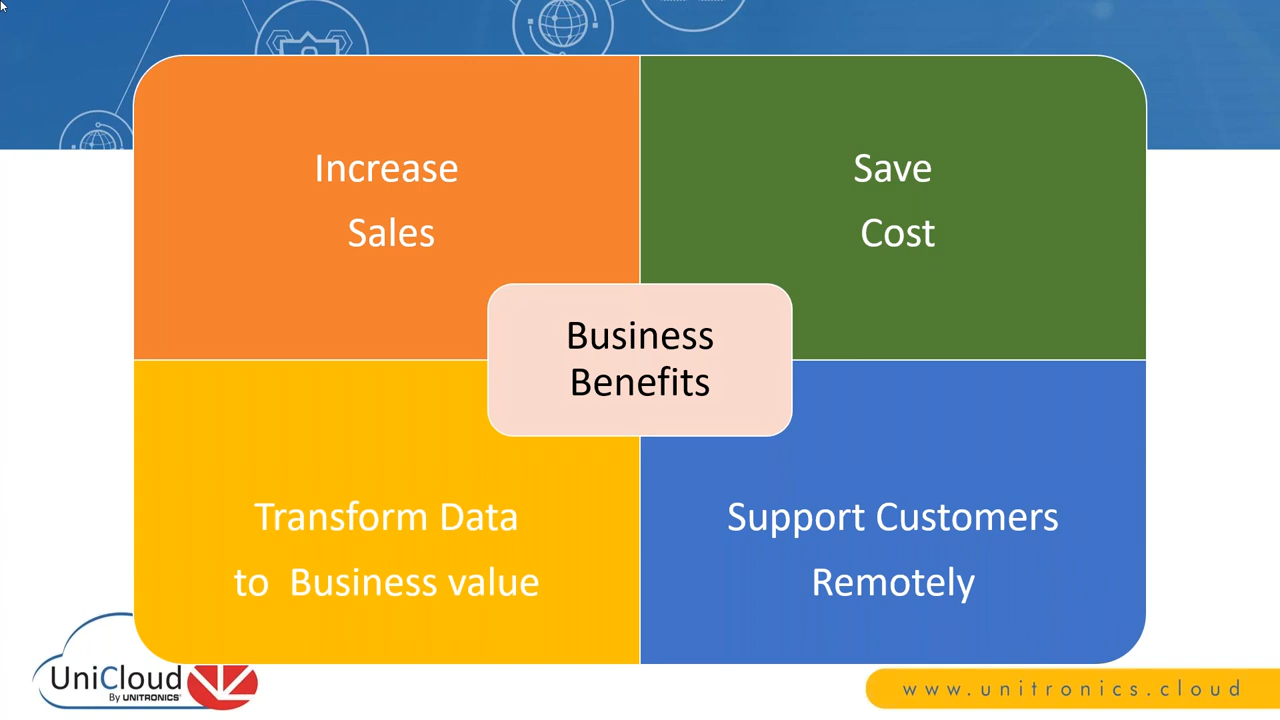 Increase
Sales
Save
Cost
Business
Benefits
Transform Data
to Business value
Support Customers
Remotely
UniCloud
By UNITRONICS
www.unitronics.cloud